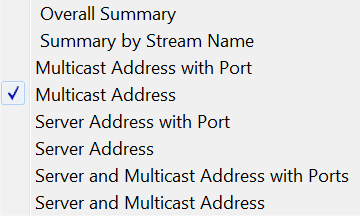 Overall Summary
Summary by Stream Name
Multicast Address with Port
Multicast Address
Server Address with Port
Server Address
Server and Multicast Address with Ports
Server and Multicast Address